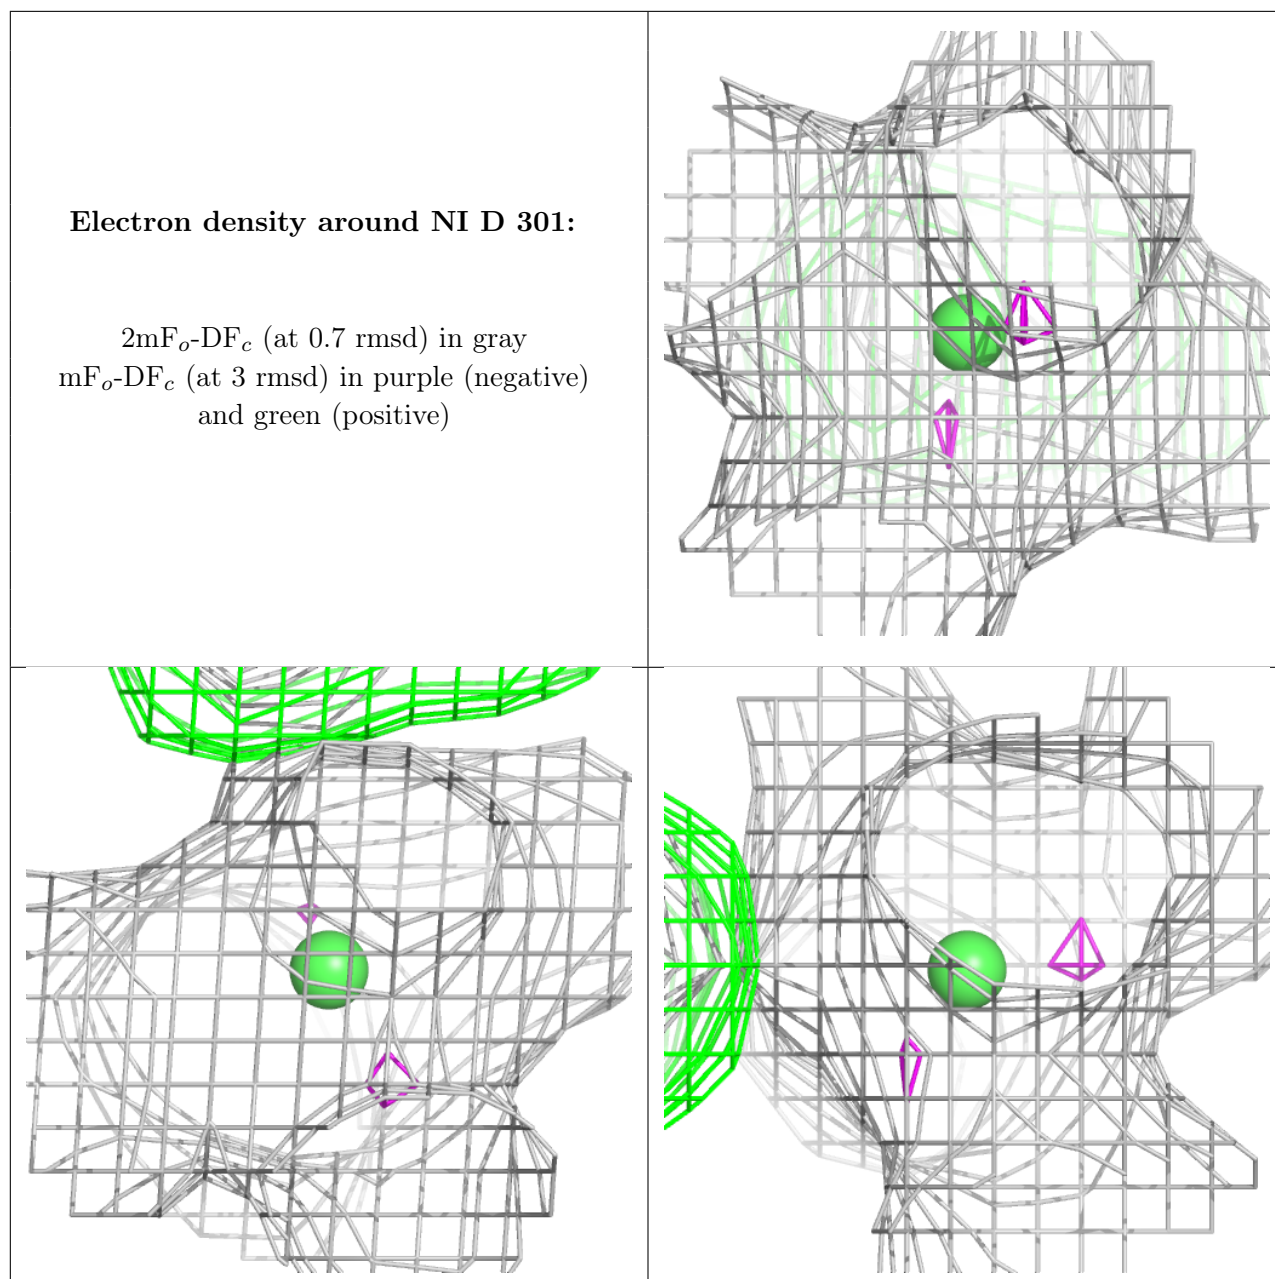 Electron density around NI D 301:
2mFo-DFc (at 0.7 rmsd) in gray
mFo-DFc (at 3 rmsd) in purple (negative)
and green (positive)